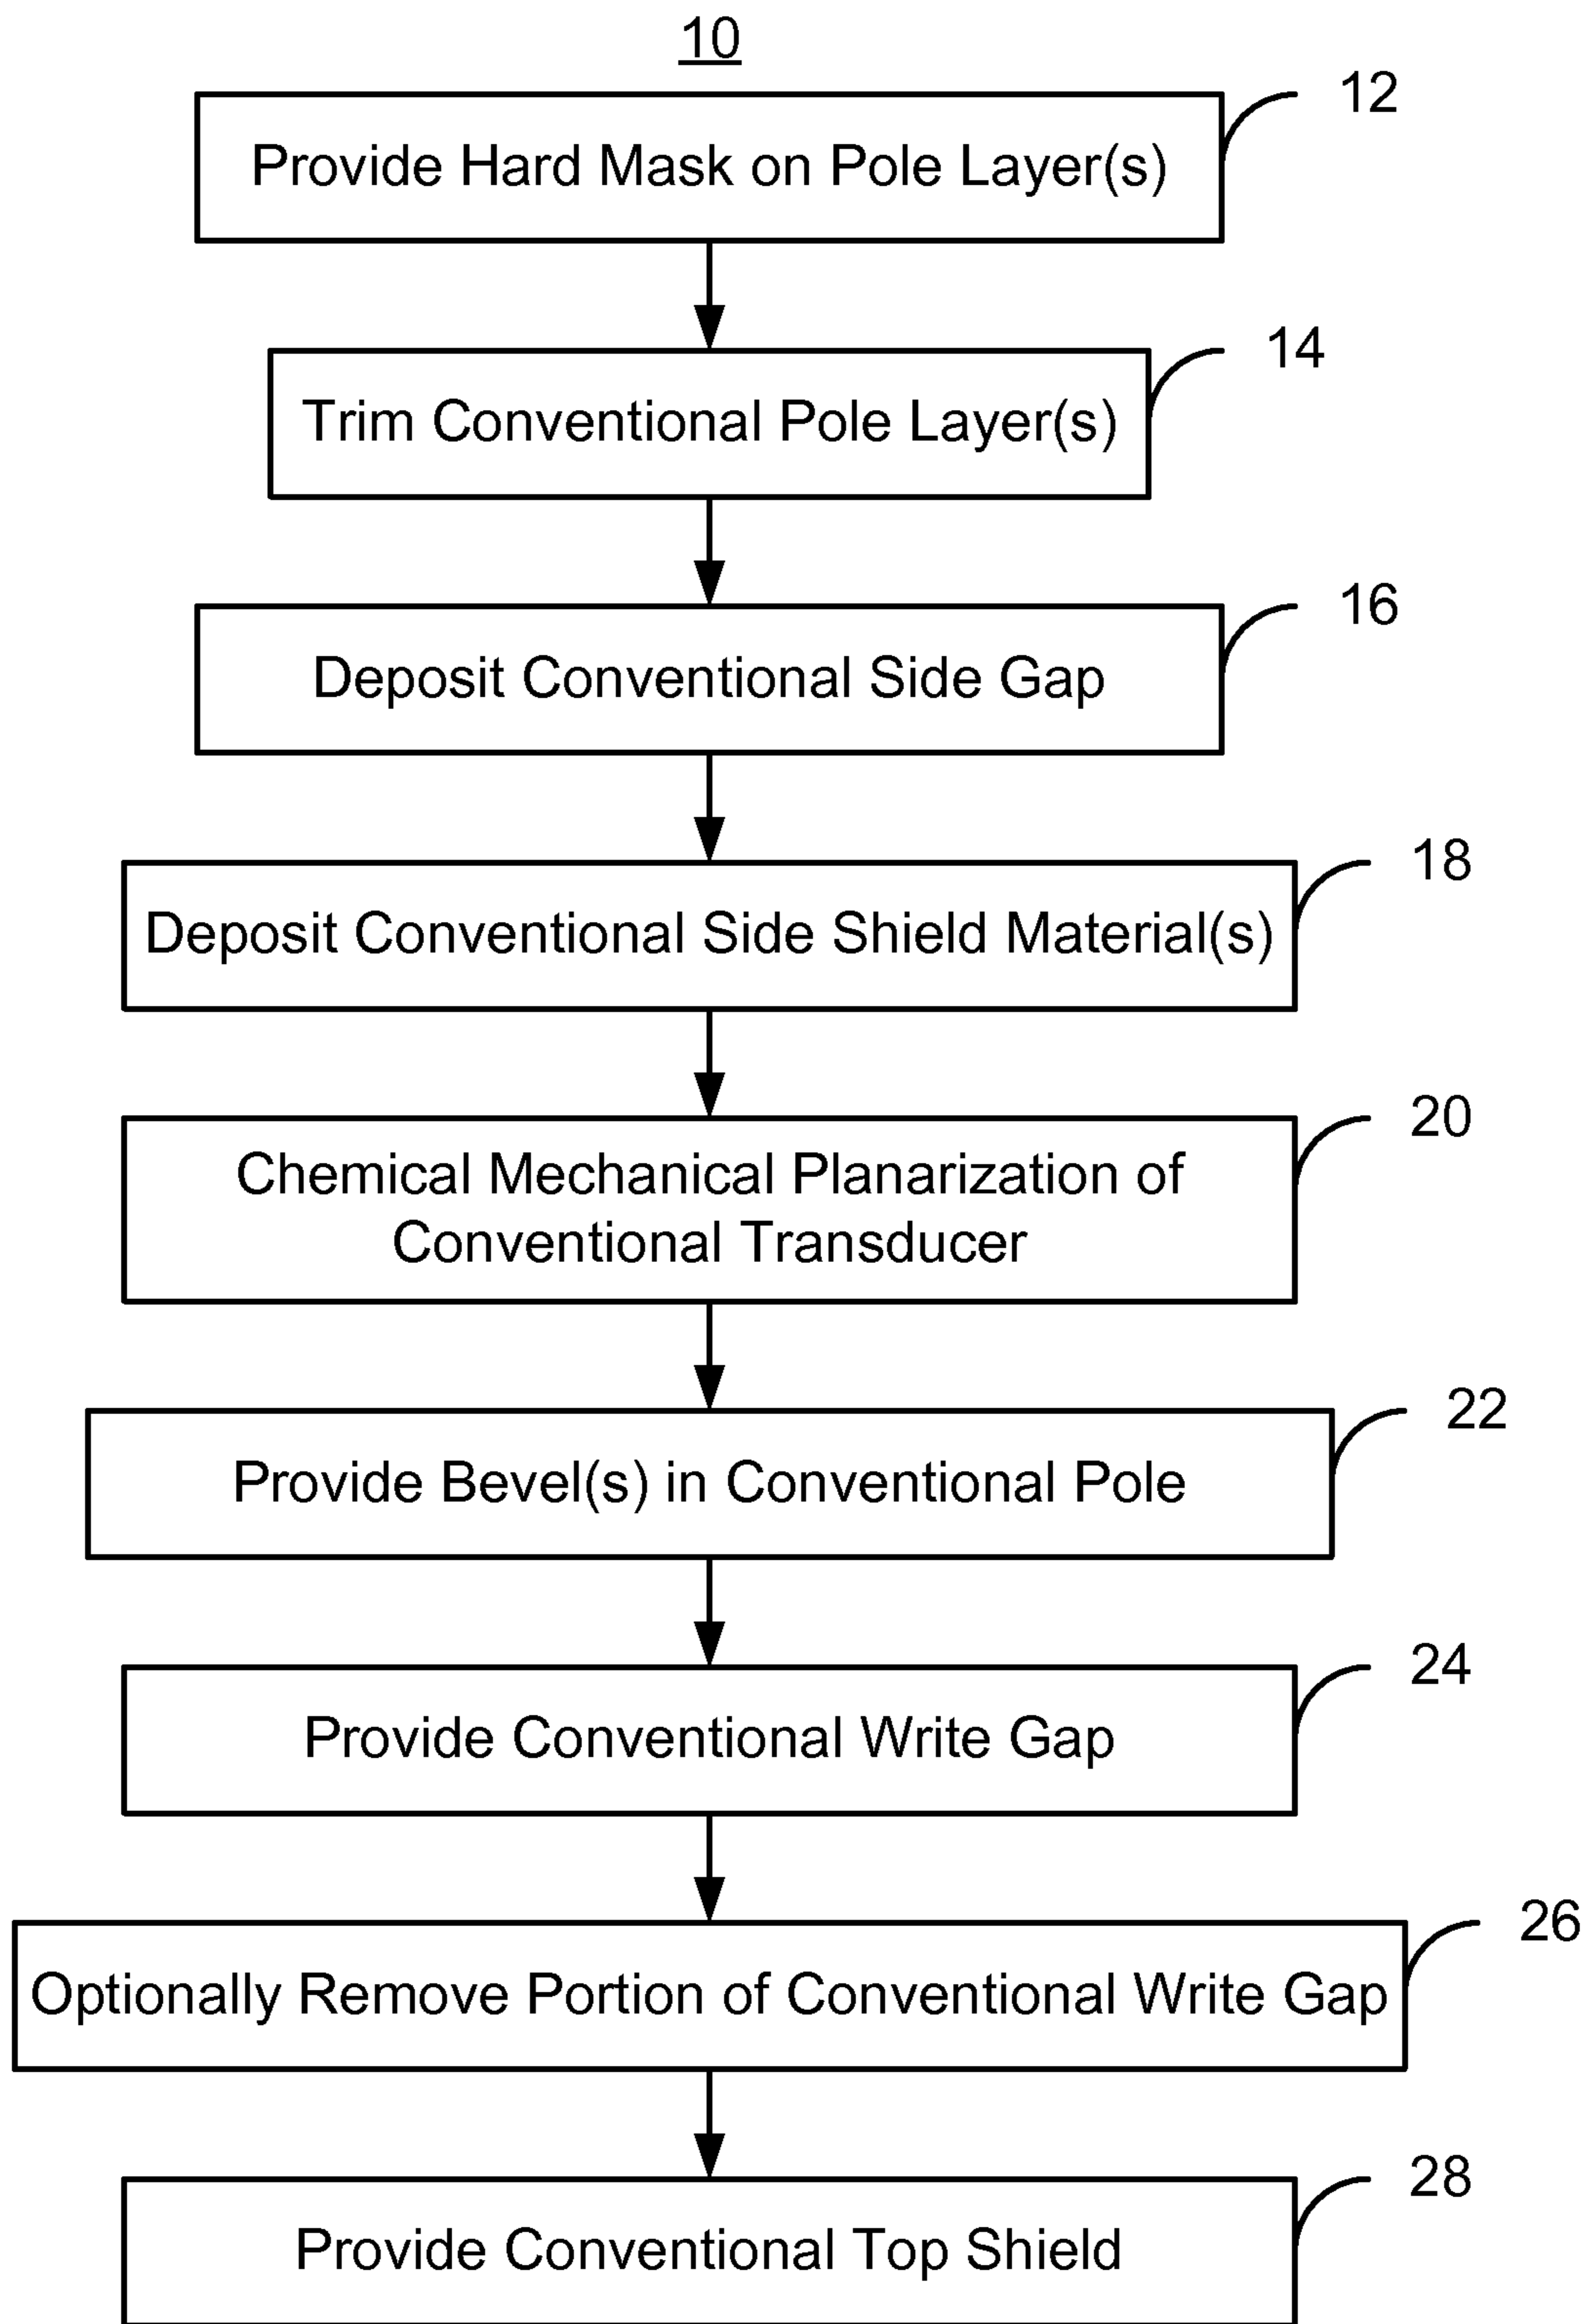 10
12
Provide Hard Mask on Pole Layer(s)
14
Trim Conventional Pole Layer(s)
16
Deposit Conventional Side Gap
18
Deposit Conventional Side Shield Material(s)
20
Chemical Mechanical Planarization of
Conventional Transducer
22
Provide Bevel(s) in Conventional Pole
24
Provide Conventional Write Gap
26
Optionally Remove Portion of Conventional Write Gap
28
Provide Conventional Top Shield